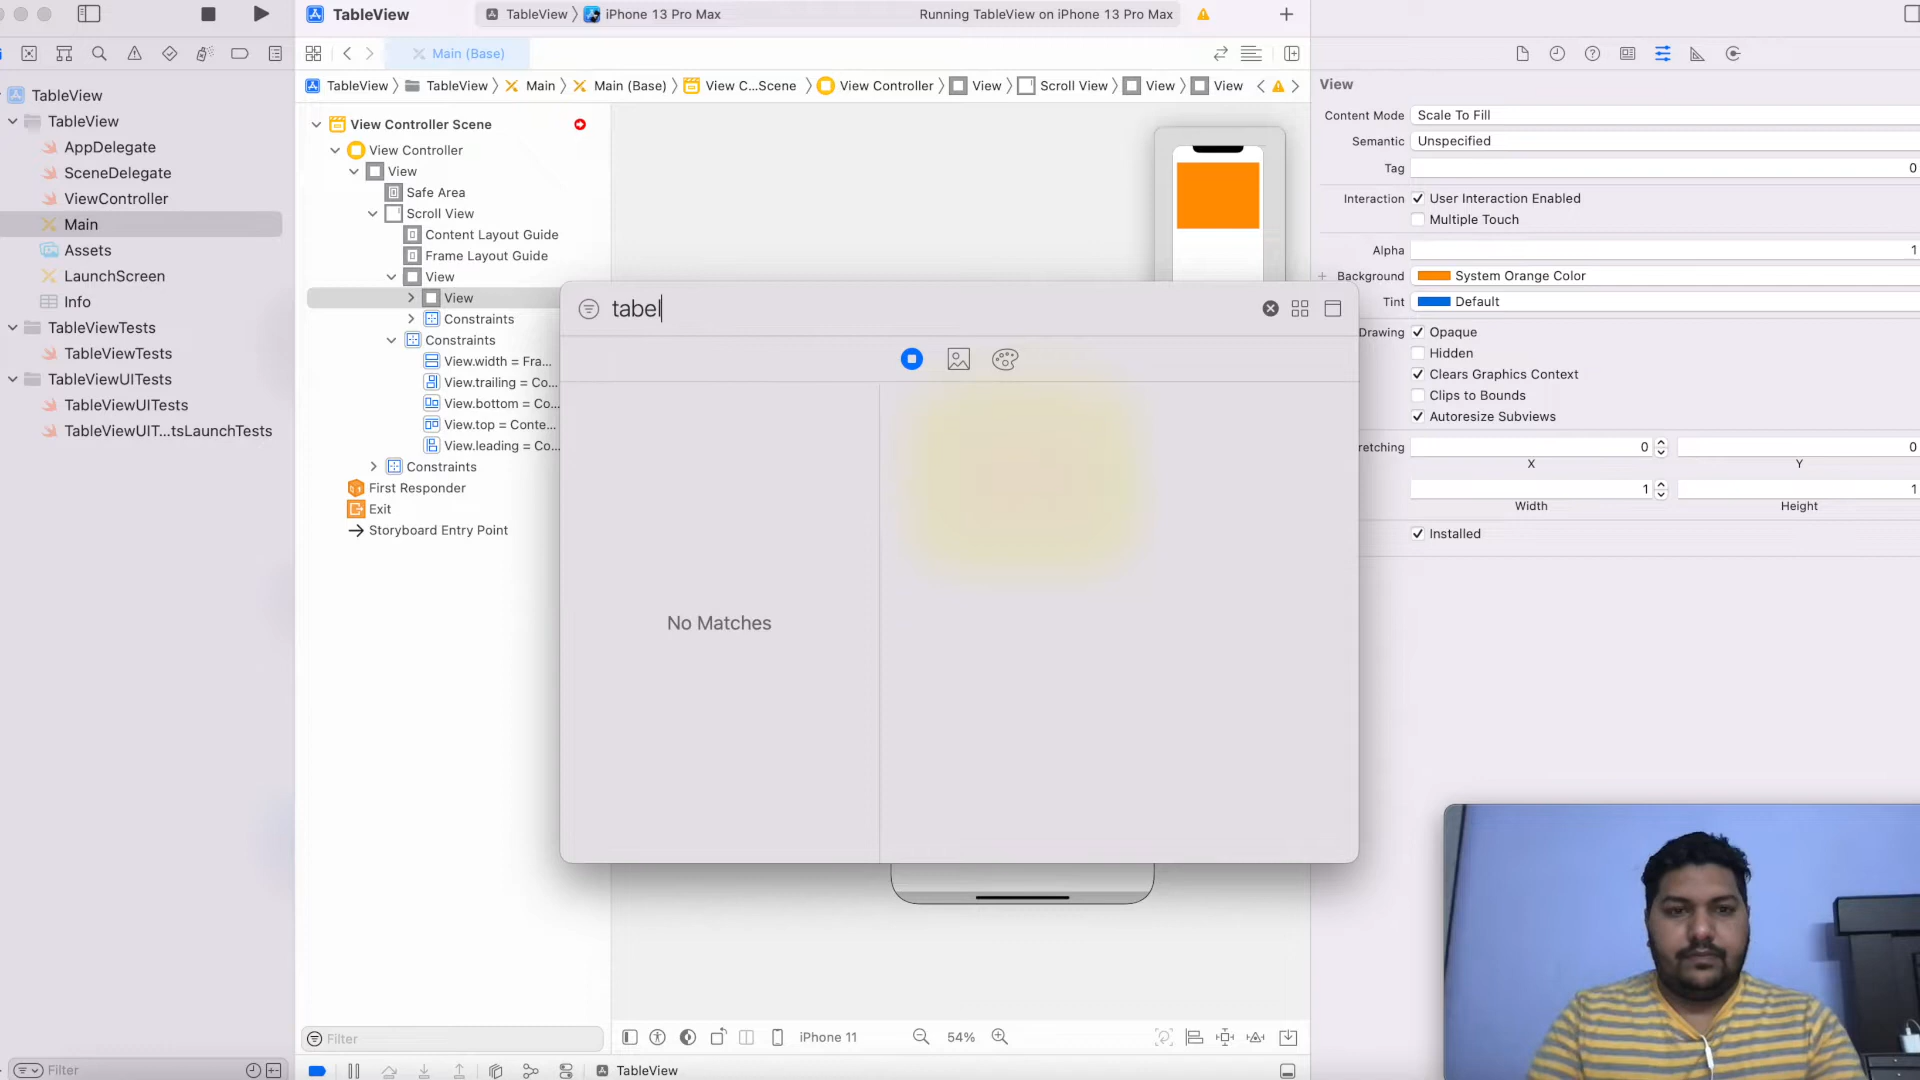 TableView
TableView 〉 iPhone 13 Pro Max
Running TableView on iPhone 13 Pro Max
Main (Base)
TableView 〉 TableView 〉 Main 〉 Main (Base) 〉 View C...Scene 〉 View Controller 〉 View 〉 Scroll View 〉 View 〉 View
TableView
TableView
AppDelegate
SceneDelegate
ViewController
Main
Assets
LaunchScreen
Info
TableViewTests
TableViewTests
TableViewUITests
TableViewUITests
TableViewUIT...tsLaunchTests
Filter
View Controller Scene
View Controller
View
Safe Area
Scroll View
Content Layout Guide
Frame Layout Guide
View
View
Constraints
Constraints
View.width = Fra...
View.trailing = Co...
View.bottom = Co...
View.top = Conte...
View.leading = Co...
Constraints
First Responder
Exit
Storyboard Entry Point
Filter
tabel
No Matches
iPhone 11
54%
TableView
View
Content Mode Scale To Fill
Semantic Unspecified
Tag 0
Interaction User Interaction Enabled
Multiple Touch
Alpha 1
Background System Orange Color
Tint Default
Drawing Opaque
Hidden
Clears Graphics Context
Clips to Bounds
Autoresize Subviews
retching 0 0
X Y
1 1
Width Height
Installed